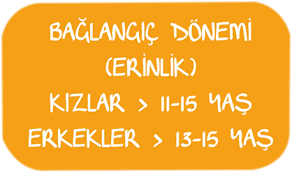 BAĞLANGIÇ DÖNEMİ
(ERİNLİK)
KIZLAR > 11-15 YAŞ
ERKEKLER > 13-15 YAŞ